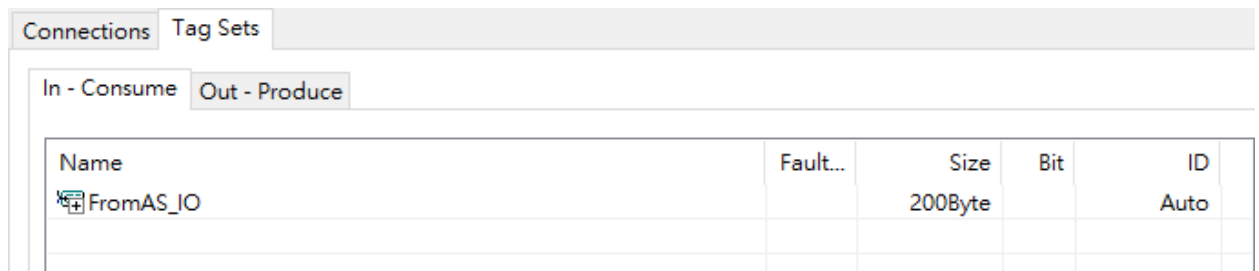 Connections Tag Sets
In - Consume Out - Produce
Name Fault... Size Bit ID
FromAS_IO 200Byte Auto